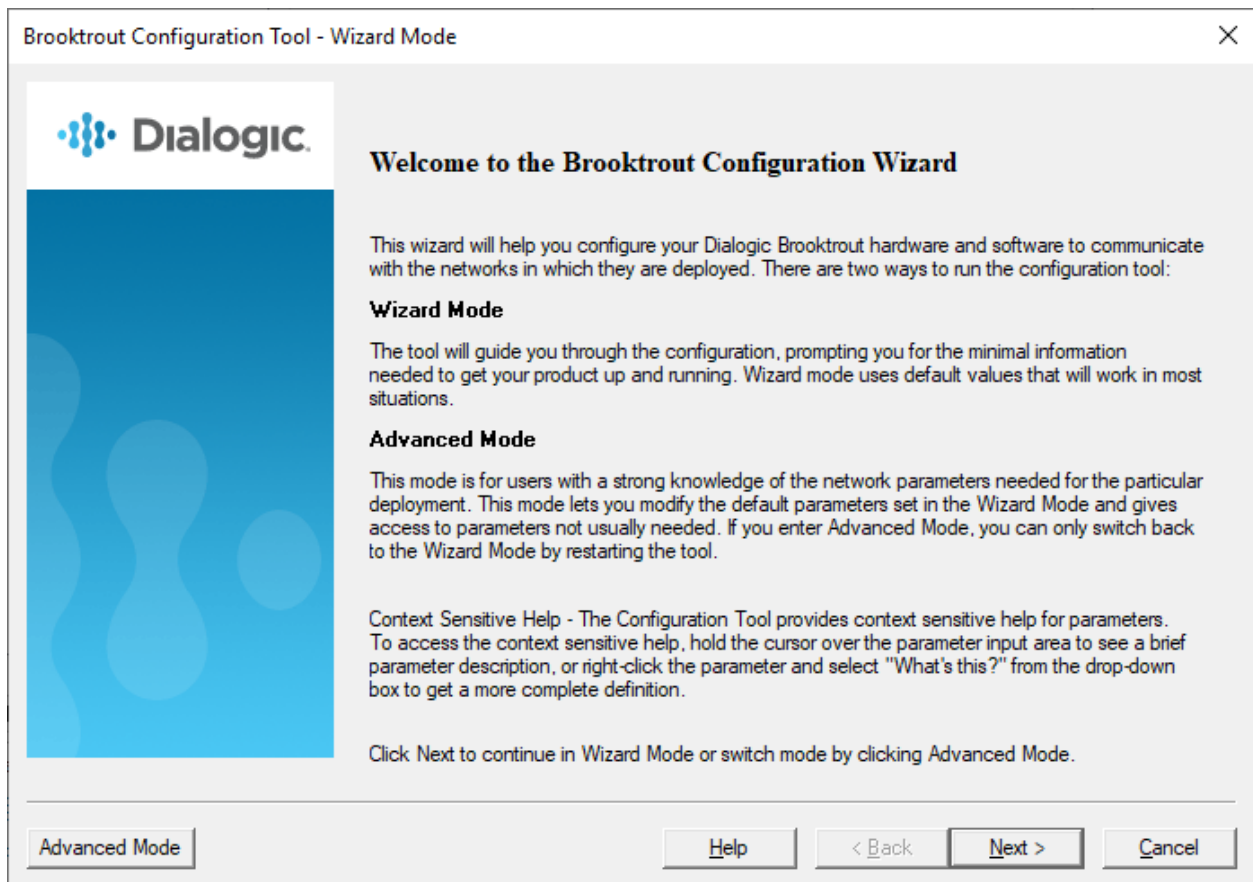 Brooktrout Configuration Tool - Wizard Mode
Dialogic.
Welcome to the Brooktrout Configuration Wizard
This wizard will help you configure your Dialogic Brooktrout hardware and software to communicate
with the networks in which they are deployed. There are two ways to run the configuration tool:
Wizard Mode
The tool will guide you through the configuration, prompting you for the minimal information
needed to get your product up and running. Wizard mode uses default values that will work in most
situations.
Advanced Mode
This mode is for users with a strong knowledge of the network parameters needed for the particular
deployment. This mode lets you modify the default parameters set in the Wizard Mode and gives
access to parameters not usually needed. If you enter Advanced Mode, you can only switch back
to the Wizard Mode by restarting the tool.
Context Sensitive Help - The Configuration Tool provides context sensitive help for parameters.
To access the context sensitive help, hold the cursor over the parameter input area to see a brief
parameter description, or right-click the parameter and select "What's this?" from the drop-down
box to get a more complete definition.
Click Next to continue in Wizard Mode or switch mode by clicking Advanced Mode.
Advanced Mode
Help
< Back
Next >
Cancel